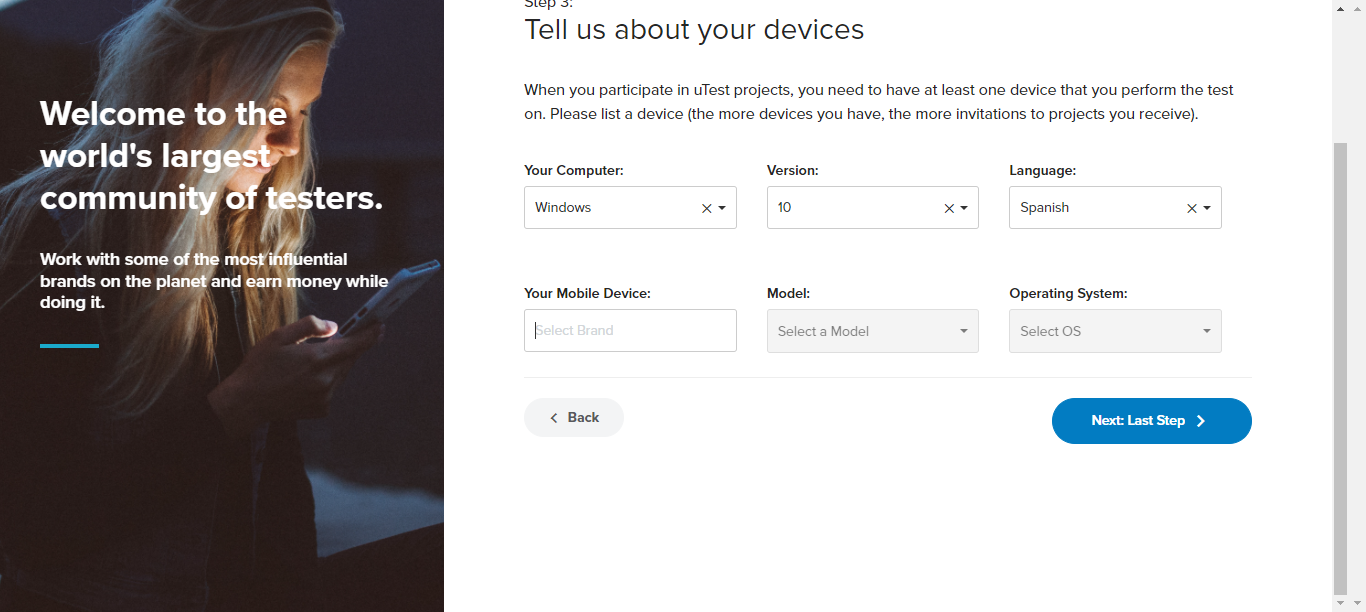 Welcome to the
world's largest
community of testers.
Work with some of the most influential
brands on the planet and earn money while
doing it.
Step 3:
Tell us about your devices
When you participate in uTest projects, you need to have at least one device that you perform the test
on. Please list a device (the more devices you have, the more invitations to projects you receive).
Your Computer: Version: Language:
Windows 10 Spanish
Your Mobile Device: Model: Operating System:
Select Brand Select a Model Select OS
Back Next: Last Step